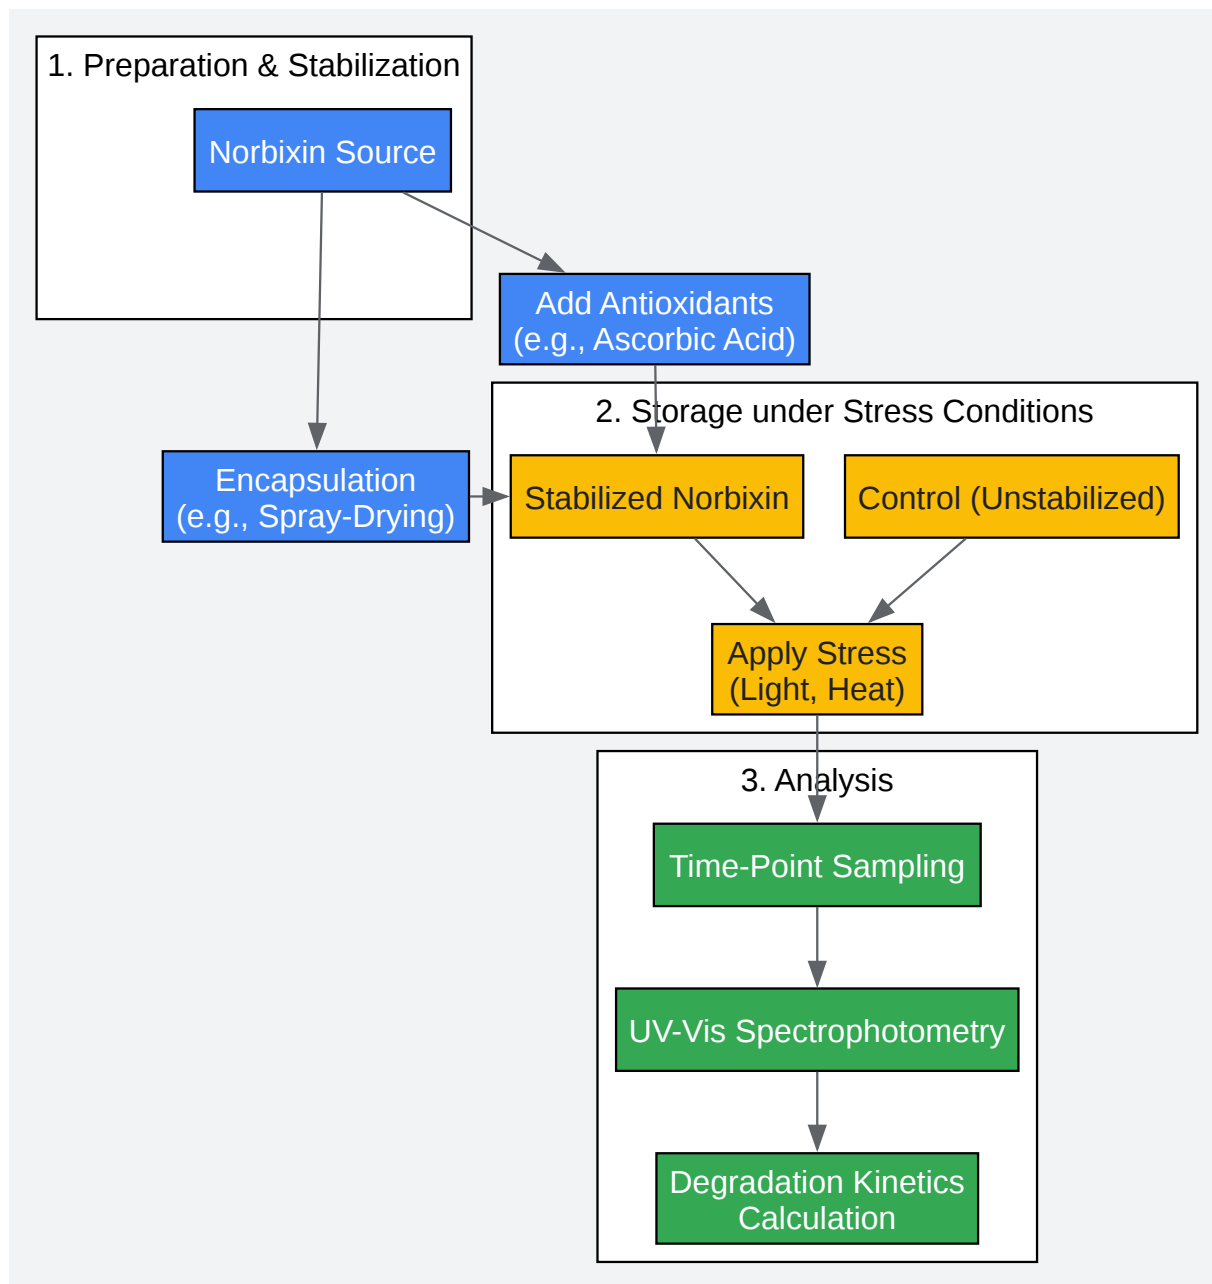 1. Preparation & Stabilization
Norbixin Source
Add Antioxidants
(e.g., Ascorbic Acid)
2. Storage under Stress Conditions
Encapsulation
(e.g., Spray-Drying)
Stabilized Norbixin
Control (Unstabilized)
Apply Stress
(Light, Heat)
3. Analysis
Time-Point Sampling
UV-Vis Spectrophotometry
Degradation Kinetics
Calculation